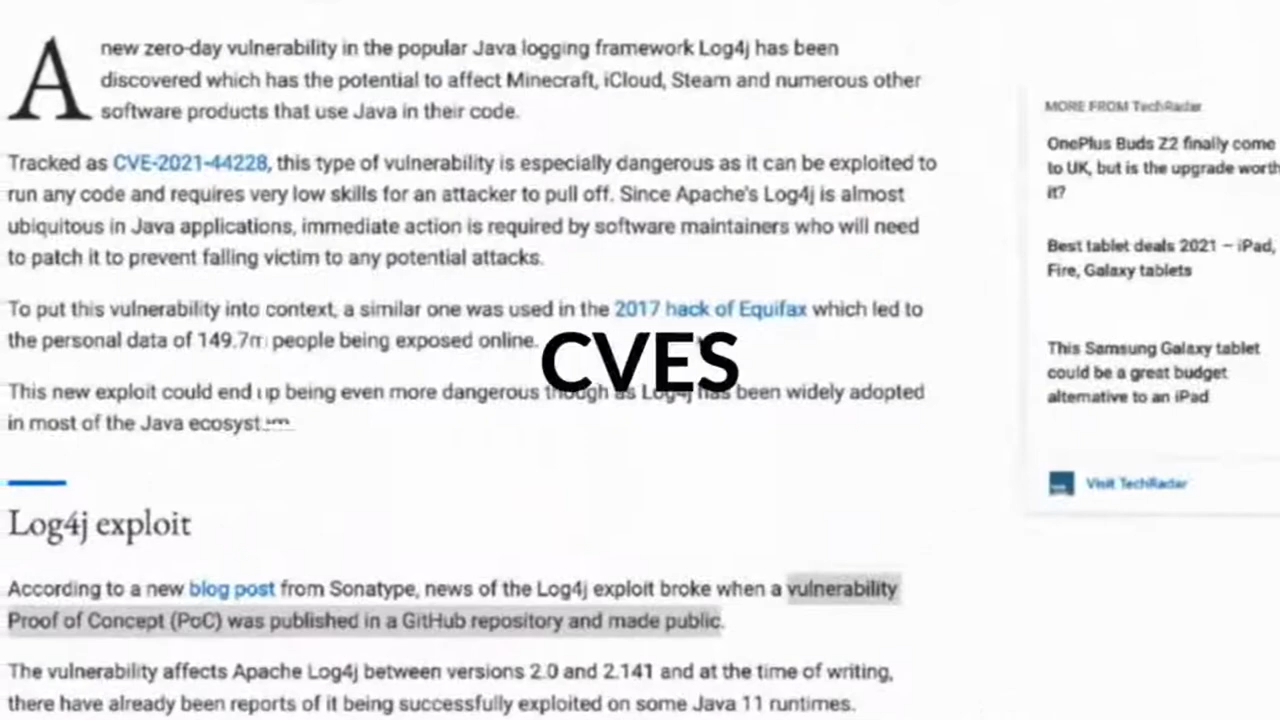 A new zero-day vulnerability in the popular Java logging framework Log4j has been
discovered which has the potential to affect Minecraft, iCloud, Steam and numerous other
software products that use Java in their code.
Tracked as CVE-2021-44228, this type of vulnerability is especially dangerous as it can be exploited to
run any code and requires very low skills for an attacker to pull off. Since Apache's Log4j is almost
ubiquitous in Java applications, immediate action is required by software maintainers who will need
to patch it to prevent falling victim to any potential attacks.
To put this vulnerability into context, a similar one was used in the 2017 hack of Equifax which led to
the personal data of 149.7m people being exposed online.
CVES
This new exploit could end up being even more dangerous though as Log4j has been widely adopted
in most of the Java ecosyst
Log4j exploit
According to a new blog post from Sonatype, news of the Log4j exploit broke when a vulnerability
Proof of Concept (PoC) was published in a GitHub repository and made public.
The vulnerability affects Apache Log4j between versions 2.0 and 2.141 and at the time of writing,
there have already been reports of it being successfully exploited on some Java 11 runtimes.
MORE FROM TechRadar
OnePlus Buds Z2 finally come
to UK, but is the upgrade worth
it?
Best tablet deals 2021 – iPad,
Fire, Galaxy tablets
This Samsung Galaxy tablet
could be a great budget
alternative to an iPad
Visit TechRadar